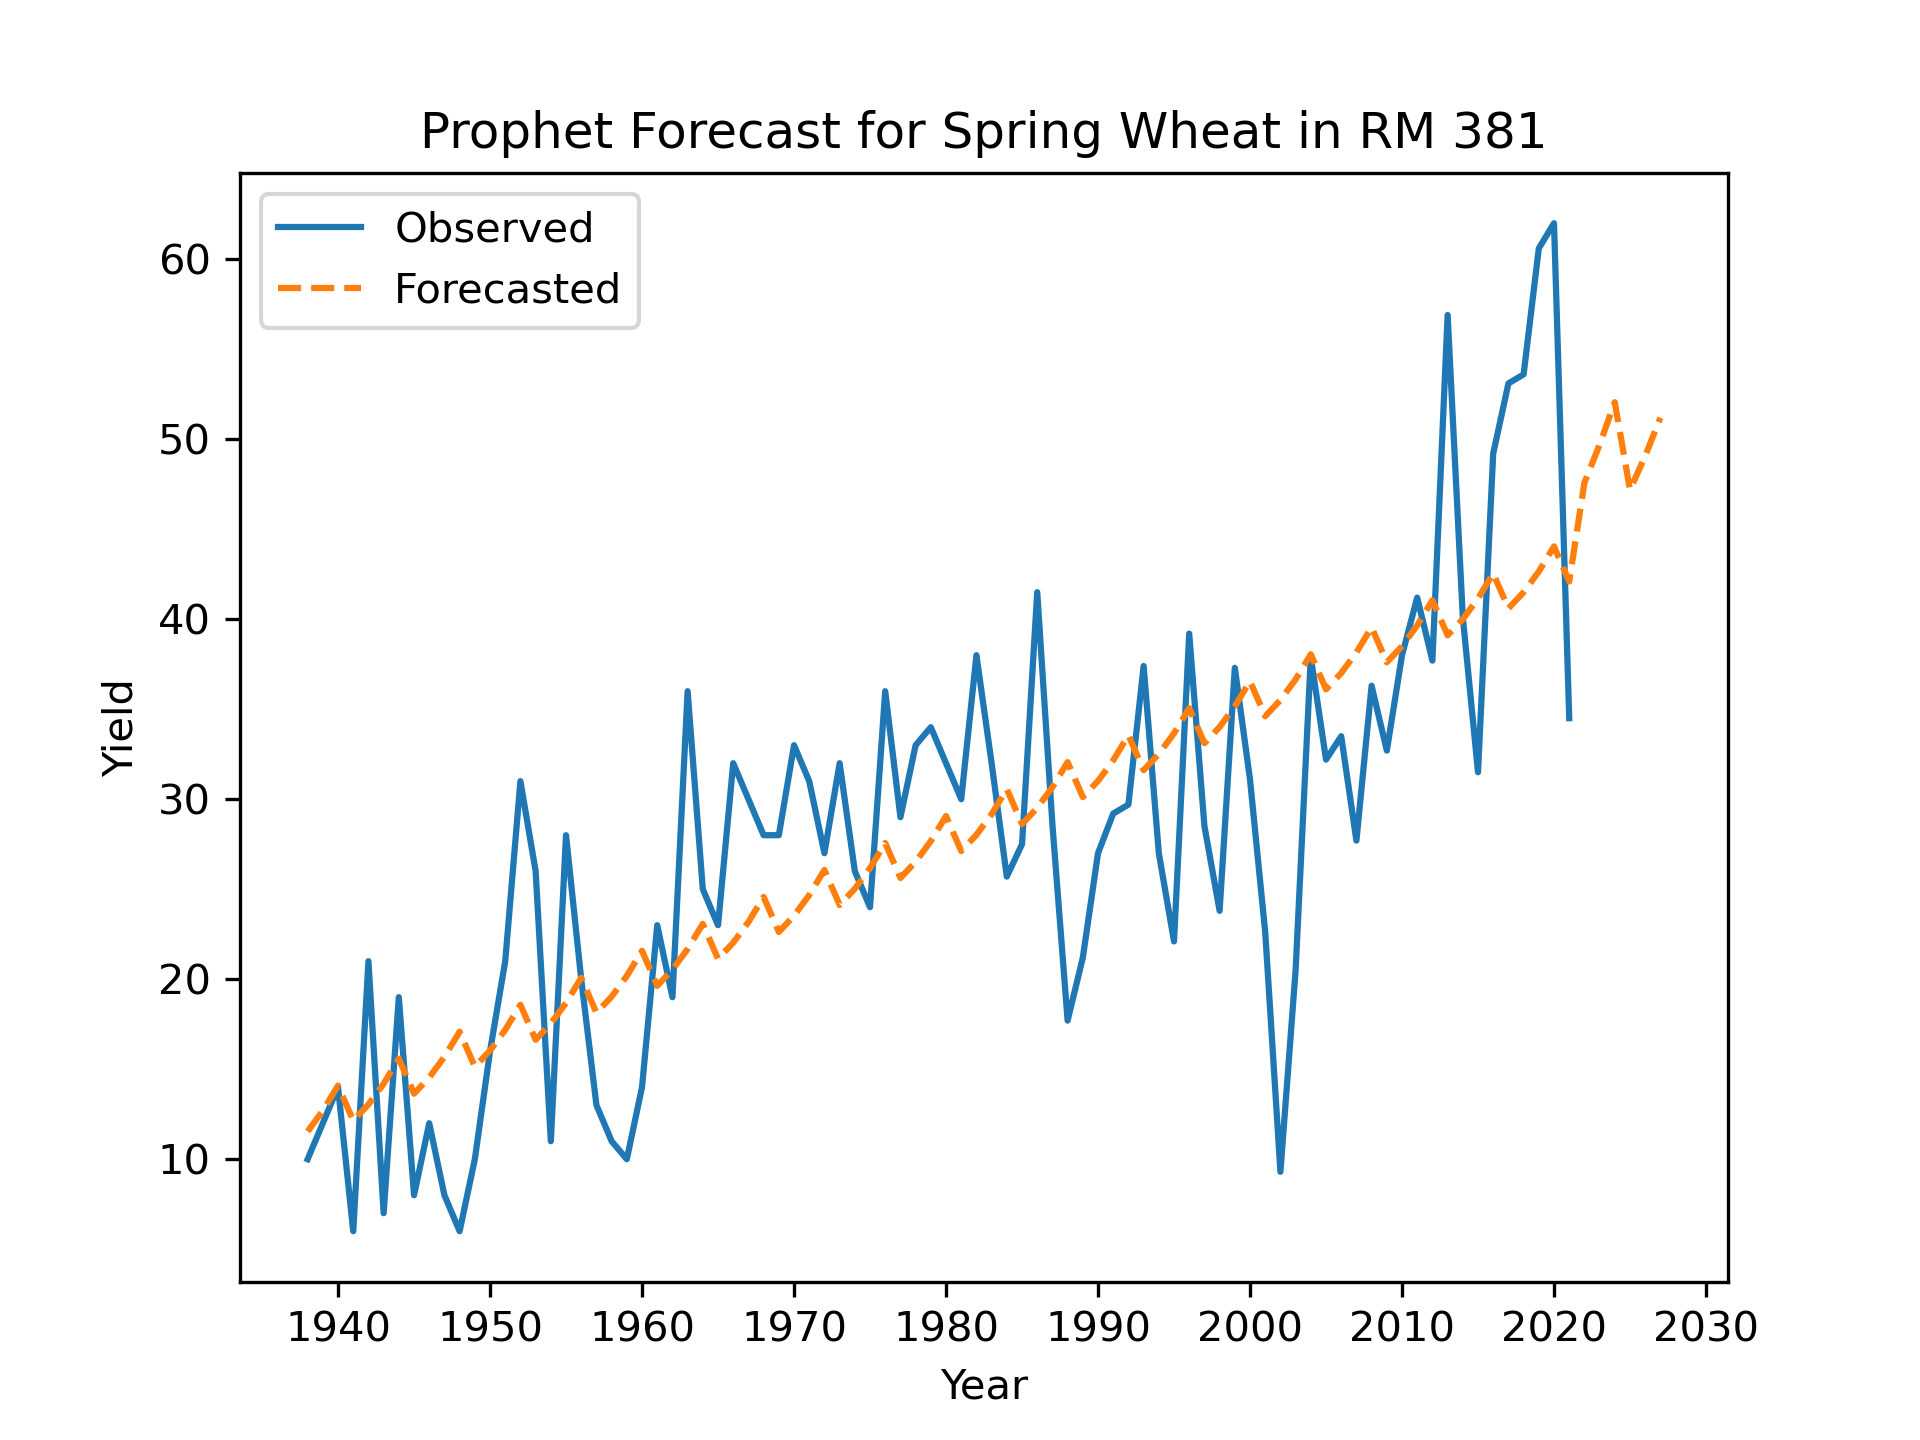 Prophet Forecast for Spring Wheat in RM 381
Observed
Forecasted
60
50
40
30
20
10
Yield
1940 1950 1960 1970 1980 1990 2000 2010 2020 2030
Year